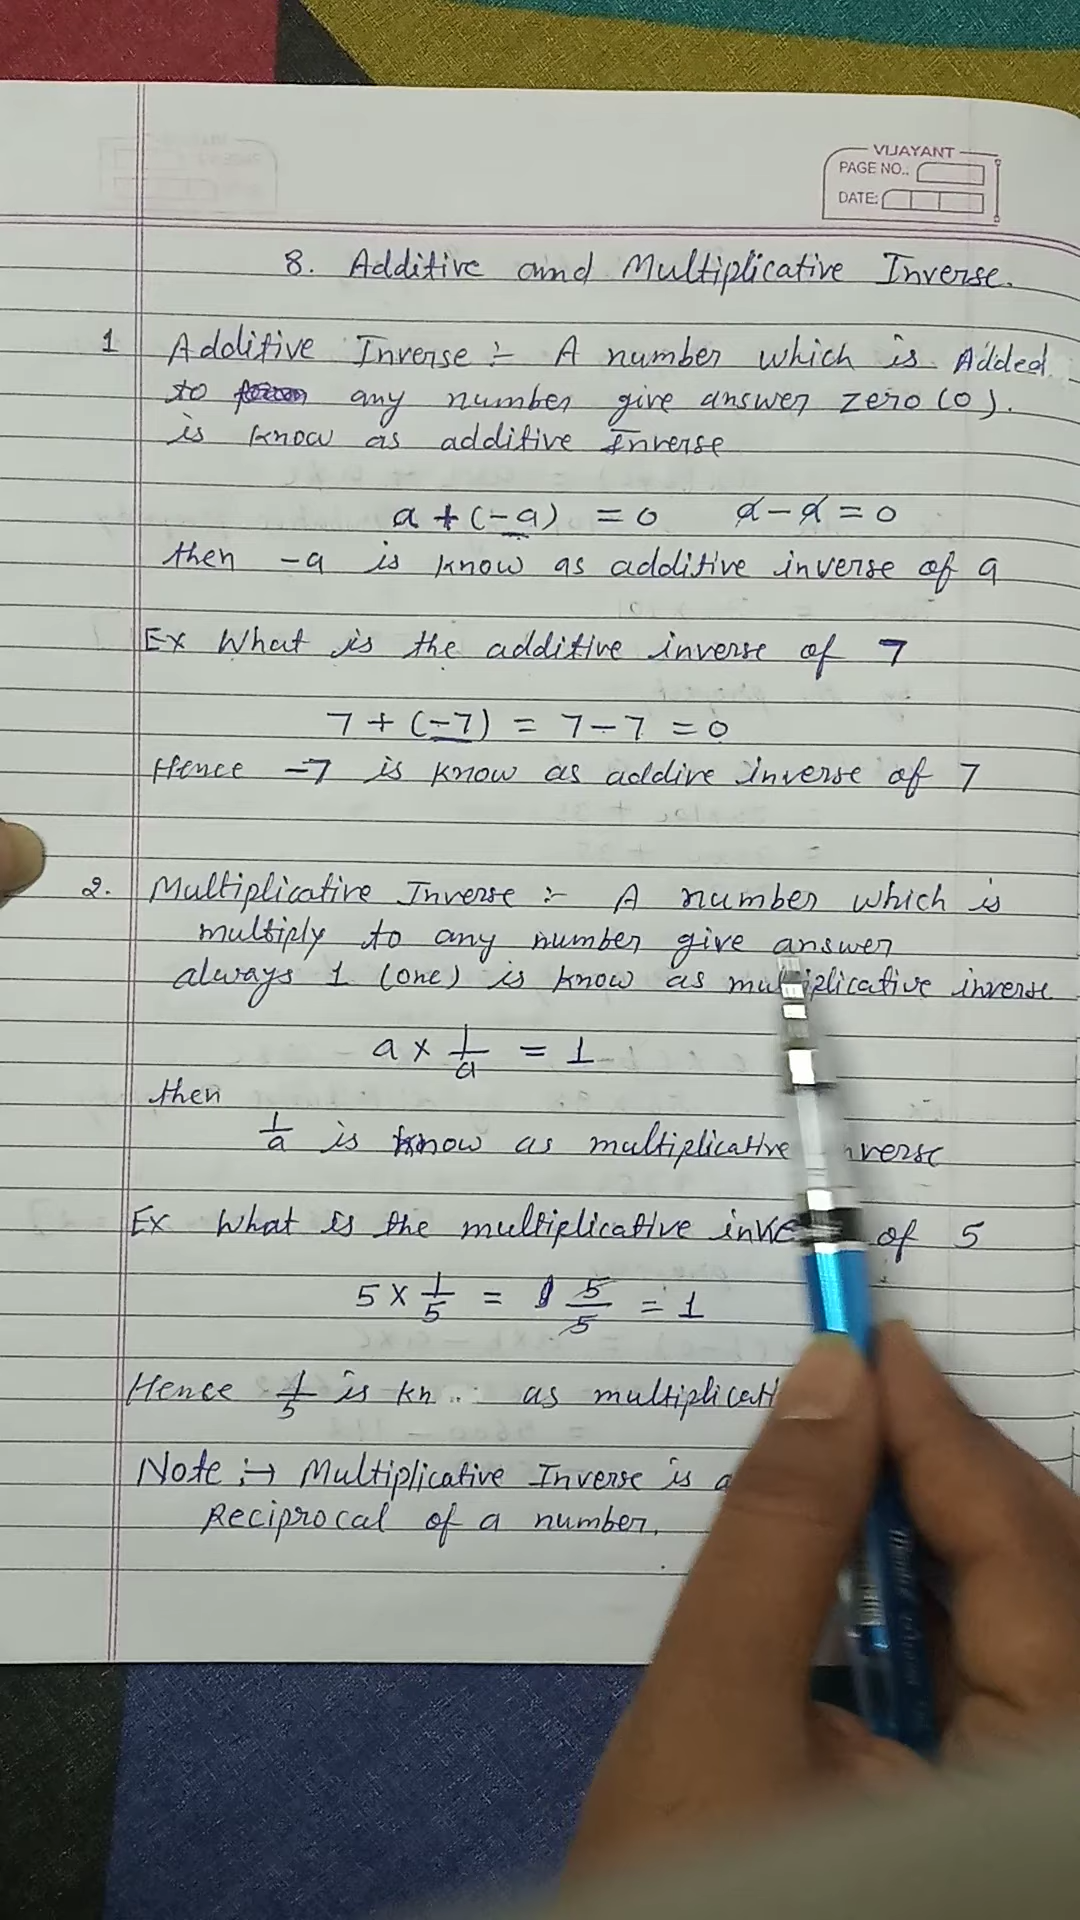 VIJAYANT
PAGE NO..
DATE:
8. Additive and Multiplicative Inverse.
1 Additive Inverse :- A number which is Added
to any number give answer zero (0).
is know as additive Inverse
a + (-a) = 0 a - a = 0
then -a is know as additive inverse of a
Ex What is the additive inverse of 7
7 + (-7) = 7 - 7 = 0
Hence -7 is know as addive inverse of 7
2. Multiplicative Inverse :- A number which is
multiply to any number give answer
always 1 (one) is know as multiplicative inverse
a × 1/a = 1
then
1/a is know as multiplicative inverse
Ex What is the multiplicative inve of 5
5 × 1/5 = 5/5 = 1
Hence 1/5 is kn as multiplicati
Note :→ Multiplicative Inverse is a
Reciprocal of a number.